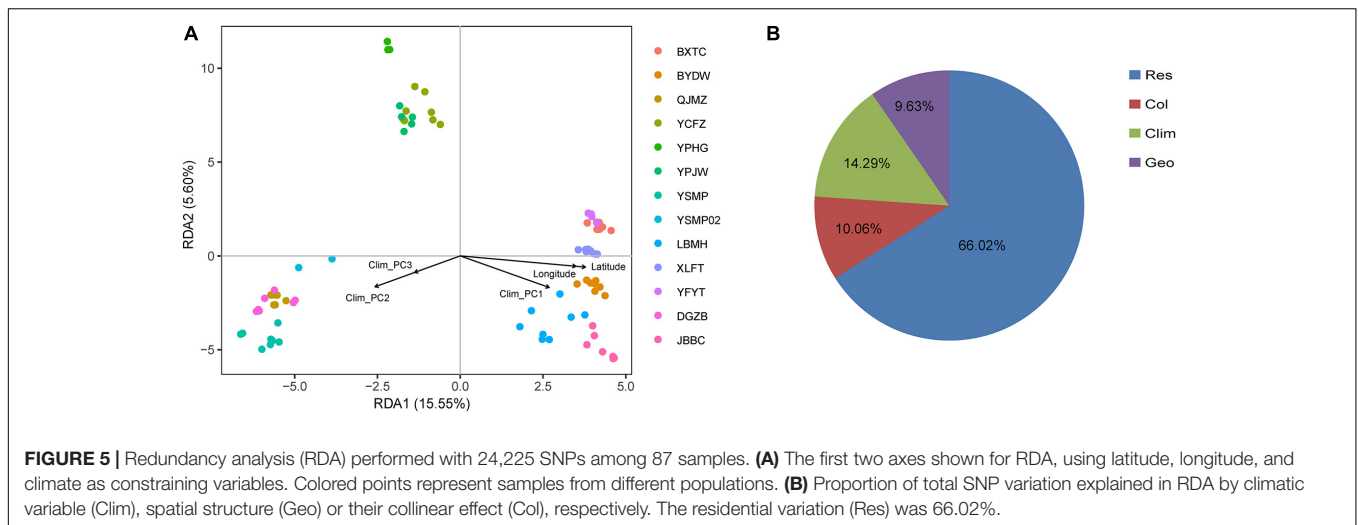 A
RDA2 (5.60%)
10
5
0
−5
Clim_PC3
Clim_PC2
Clim_PC1
Longitude
Latitude
−5.0
−2.5
0.0
2.5
5.0
RDA1 (15.55%)
BXTC
BYDW
QJMZ
YCFZ
YPHG
YPJW
YSMP
YSMP02
LBMH
XLFT
YFYT
DGZB
JBBC
B
9.63%
14.29%
10.06%
66.02%
Res
Col
Clim
Geo
FIGURE 5 | Redundancy analysis (RDA) performed with 24,225 SNPs among 87 samples. (A) The first two axes shown for RDA, using latitude, longitude, and
climate as constraining variables. Colored points represent samples from different populations. (B) Proportion of total SNP variation explained in RDA by climatic
variable (Clim), spatial structure (Geo) or their collinear effect (Col), respectively. The residential variation (Res) was 66.02%.